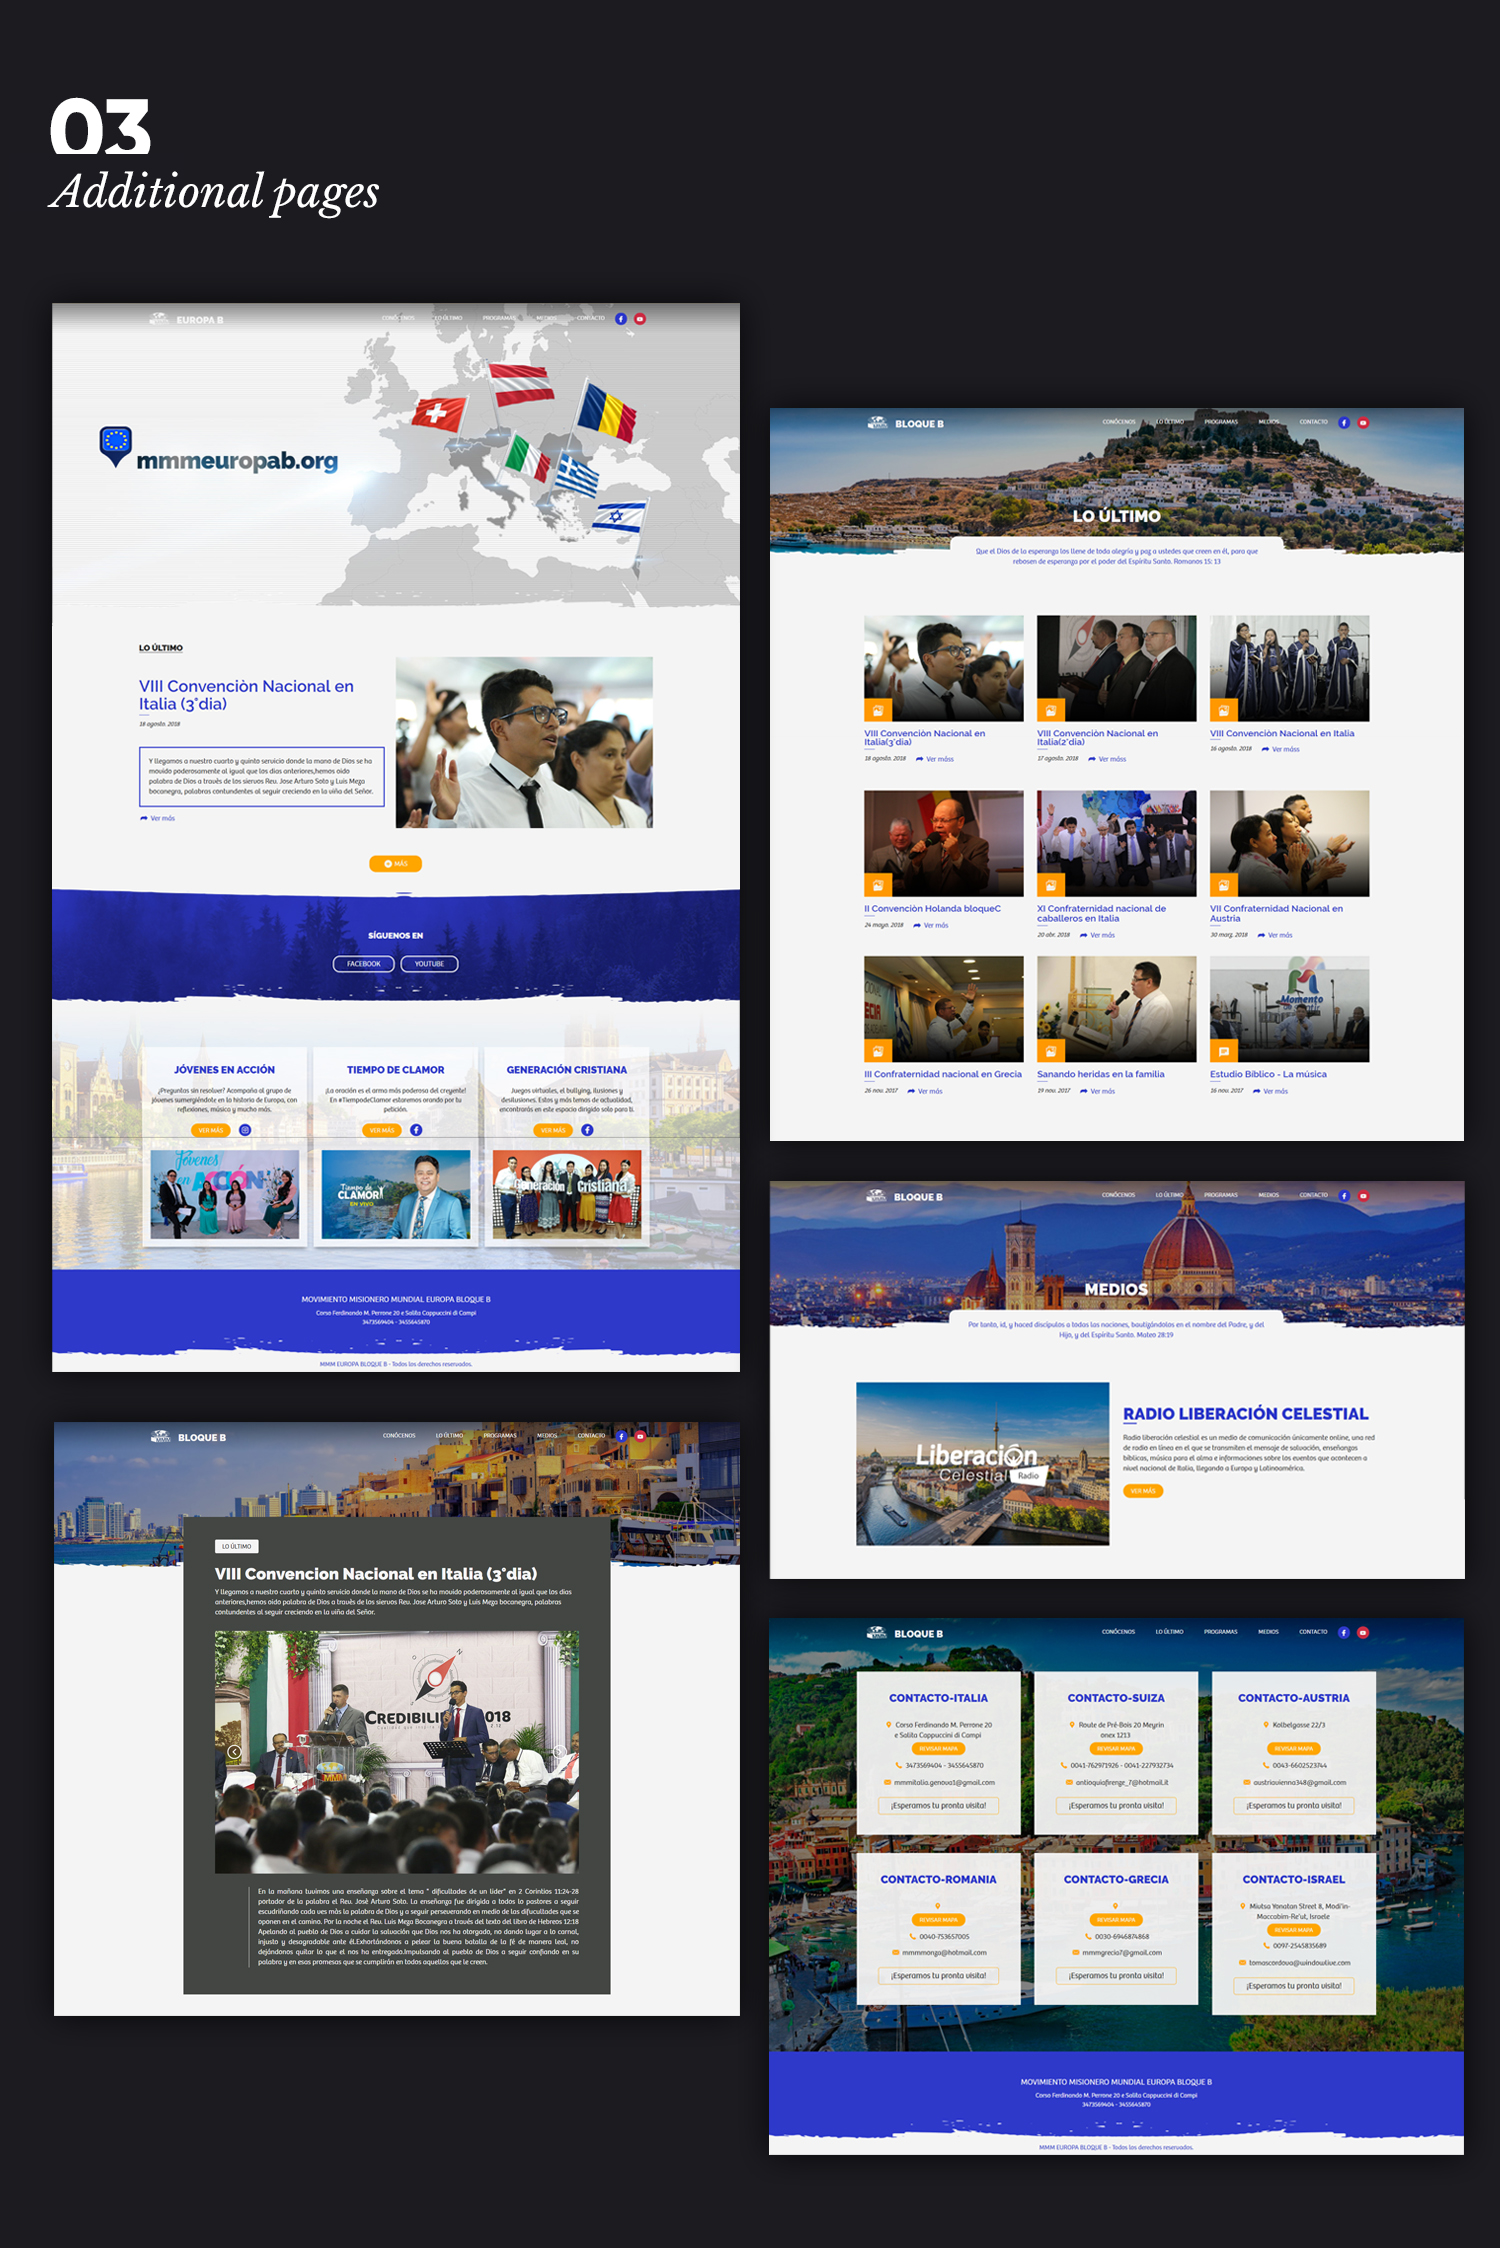 03
Additional pages
EUROPA B
CONÓCENOS LO ÚLTIMO PROGRAMAS MEDIOS CONTACTO
mmmeuropab.org
LO ÚLTIMO
VIII Convenciòn Nacional en
Italia (3°dia)
18 agosto. 2018
Y llegamos a nuestro cuarto y quinto servicio donde la mano de Dios se ha
movido poderosamente al igual que los dias anteriores,hemos oido
palabra de Dios a través de los siervos Rev. Jose Arturo Soto y Luis Meza
bocanegra, palabras contundentes al seguir creciendo en la viña del Señor.
Ver más
MÁS
SÍGUENOS EN
FACEBOOK YOUTUBE
JÓVENES EN ACCIÓN
¿Preguntas sin resolver? Acompaña al grupo de
jóvenes sumergiéndote en la historia de Europa, con
reflexiones, música y mucho más.
VER MÁS
Jóvenes
en ACCIÓN
TIEMPO DE CLAMOR
¡La oración es el arma más poderosa del creyente!
En #TiempodeClamor estaremos orando por tu
petición.
VER MÁS
Tiempo de
CLAMOR
EN VIVO
GENERACIÓN CRISTIANA
Juegos virtuales, el bullying, ilusiones y
desilusiones. Estos y más temas de actualidad,
encontrarás en este espacio dirigido solo para ti.
VER MÁS
Generación Cristiana
MOVIMIENTO MISIONERO MUNDIAL EUROPA BLOQUE B
Corso Ferdinando M. Perrone 20 e Salita Cappuccini di Campi
3473569404 - 3455645870
MMM EUROPA BLOQUE B - Todos los derechos reservados.
BLOQUE B
CONÓCENOS LO ÚLTIMO PROGRAMAS MEDIOS CONTACTO
LO ÚLTIMO
VIII Convencion Nacional en Italia (3°dia)
Y llegamos a nuestro cuarto y quinto servicio donde la mano de Dios se ha movido poderosamente al igual que los dias
anteriores,hemos oido palabra de Dios a través de los siervos Rev. Jose Arturo Soto y Luis Meza bocanegra, palabras
contundentes al seguir creciendo en la viña del Señor.
CREDIBILI 018
MMM
En la mañana tuvimos una enseñanza sobre el tema " dificultades de un lider" en 2 Corintios 11:24-28
portador de la palabra el Rev. Josè Arturo Soto. La enseñanza fue dirigida a todos lo pastores a seguir
escudriñando cada ves más la palabra de Dios y a seguir perseverando en medio de las difucultades que se
oponen en el camino. Por la noche el Rev. Luis Meza Bocanegra a través del texto del libro de Hebreos 12:18
Apelando al pueblo de Dios a cuidar la salvación que Dios nos ha otorgado, no dando lugar a lo carnal,
injusto y desagradable ante él.Exhortándonos a pelear la buena batalla de la fé de manera leal, no
dejándonos quitar lo que el nos ha entregado.Impulsando al pueblo de Dios a seguir confiando en su
palabra y en esas promesas que se cumplirán en todos aquellos que le creen.
BLOQUE B
CONÓCENOS LO ÚLTIMO PROGRAMAS MEDIOS CONTACTO
LO ÚLTIMO
Que el Dios de la esperanza los llene de toda alegría y paz a ustedes que creen en él, para que
rebosen de esperanza por el poder del Espíritu Santo. Romanos 15: 13
VIII Convenciòn Nacional en
Italia(3°dia)
18 agosto. 2018 Ver máss
VIII Convenciòn Nacional en
Italia(2°dia)
17 agosto. 2018 Ver máss
VIII Convenciòn Nacional en Italia
16 agosto. 2018 Ver máss
II Convenciòn Holanda bloqueC
24 mayo. 2018 Ver más
XI Confraternidad nacional de
caballeros en Italia
20 abr. 2018 Ver más
VII Confraternidad Nacional en
Austria
30 marz. 2018 Ver más
III Confraternidad nacional en Grecia
26 nov. 2017 Ver más
Sanando heridas en la familia
19 nov. 2017 Ver más
Momento
Estudio Bíblico - La música
16 nov. 2017 Ver más
BLOQUE B
CONÓCENOS LO ÚLTIMO PROGRAMAS MEDIOS CONTACTO
MEDIOS
Por tanto, id, y haced discípulos a todas las naciones, bautizándolos en el nombre del Padre, y del
Hijo, y del Espíritu Santo. Mateo 28:19
Liberación
Celestial Radio
RADIO LIBERACIÓN CELESTIAL
Radio liberación celestial es un medio de comunicación únicamente online, una red
de radio en línea en el que se transmiten el mensaje de salvación, enseñanzas
bíblicas, música para el alma e informaciones sobre los eventos que acontecen a
nivel nacional de Italia, llegando a Europa y Latinoamérica.
VER MÁS
BLOQUE B
CONÓCENOS LO ÚLTIMO PROGRAMAS MEDIOS CONTACTO
CONTACTO-ITALIA
Corso Ferdinando M. Perrone 20
e Salita Cappuccini di Campi
REVISAR MAPA
3473569404 - 3455645870
mmmitalia.genova1@gmail.com
¡Esperamos tu pronta visita!
CONTACTO-SUIZA
Route de Pré-Bois 20 Meyrin
onex 1213
REVISAR MAPA
0041-762971926 - 0041-227932734
antioquiafirenze_7@hotmail.it
¡Esperamos tu pronta visita!
CONTACTO-AUSTRIA
Kolbelgasse 22/3
REVISAR MAPA
0043-6602523744
austriavienna348@gmail.com
¡Esperamos tu pronta visita!
CONTACTO-ROMANIA
REVISAR MAPA
0040-753657005
mmmmonza@hotmail.com
¡Esperamos tu pronta visita!
CONTACTO-GRECIA
REVISAR MAPA
0030-6946874868
mmmgrecia7@gmail.com
¡Esperamos tu pronta visita!
CONTACTO-ISRAEL
Miutsa Yonatan Street 8, Modi'in-
Maccabim-Re'ut, Israele
REVISAR MAPA
0097-2545835689
tomascordova@windowlive.com
¡Esperamos tu pronta visita!
MOVIMIENTO MISIONERO MUNDIAL EUROPA BLOQUE B
Corso Ferdinando M. Perrone 20 e Salita Cappuccini di Campi
3473569404 - 3455645870
MMM EUROPA BLOQUE B - Todos los derechos reservados.